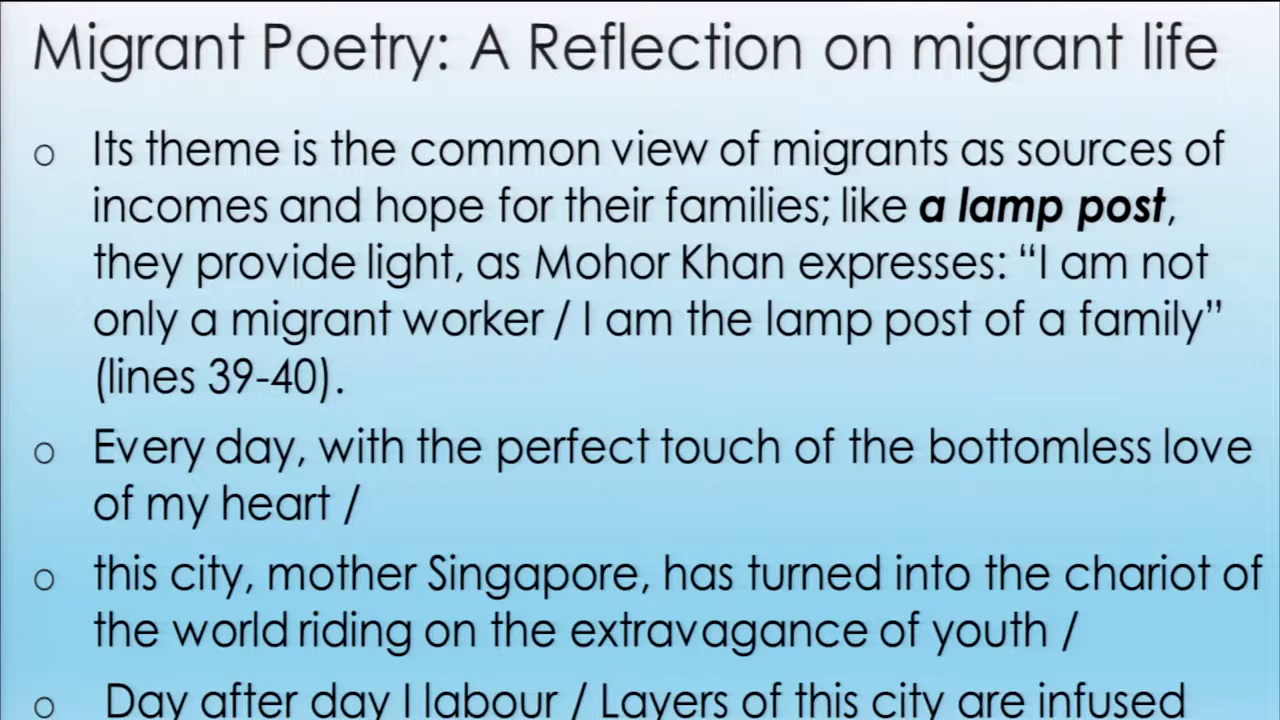 Migrant Poetry: A Reflection on migrant life
o Its theme is the common view of migrants as sources of
incomes and hope for their families; like a lamp post,
they provide light, as Mohor Khan expresses: “I am not
only a migrant worker / I am the lamp post of a family”
(lines 39-40).
o Every day, with the perfect touch of the bottomless love
of my heart /
o this city, mother Singapore, has turned into the chariot of
the world riding on the extravagance of youth /
o Day after day I labour / Layers of this city are infused